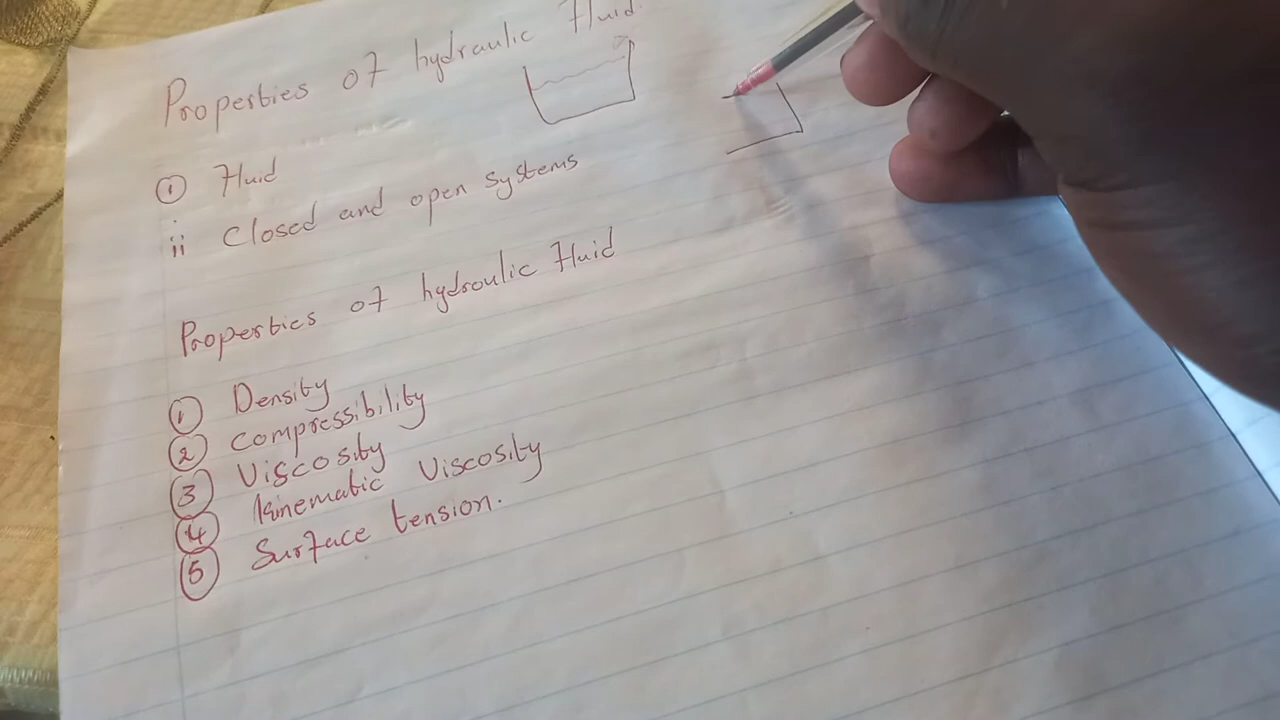 Properties of hydraulic fluid.
① Fluid
ii Closed and open systems
Properties of hydraulic fluid
① Density
② Compressibility
③ Viscosity
④ Kinematic Viscosity
⑤ Surface tension.